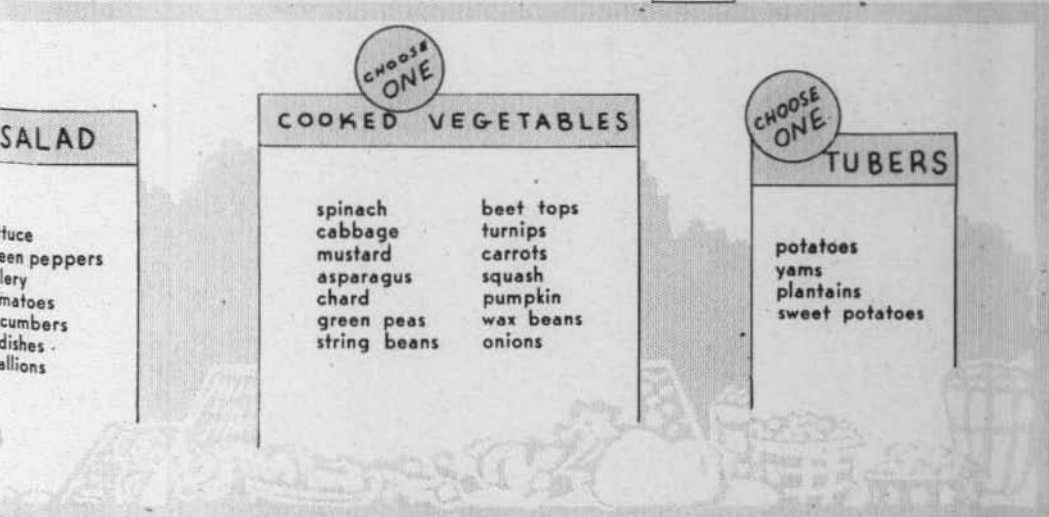 SALAD
tuce
een peppers
lery
matoes
cumbers
dishes
allions
CHOOSE
ONE
COOKED VEGETABLES
spinach
cabbage
mustard
asparagus
chard
green peas
string beans
beet tops
turnips
carrots
squash
pumpkin
wax beans
onions
CHOOSE
ONE
TUBERS
potatoes
yams
plantains
sweet potatoes